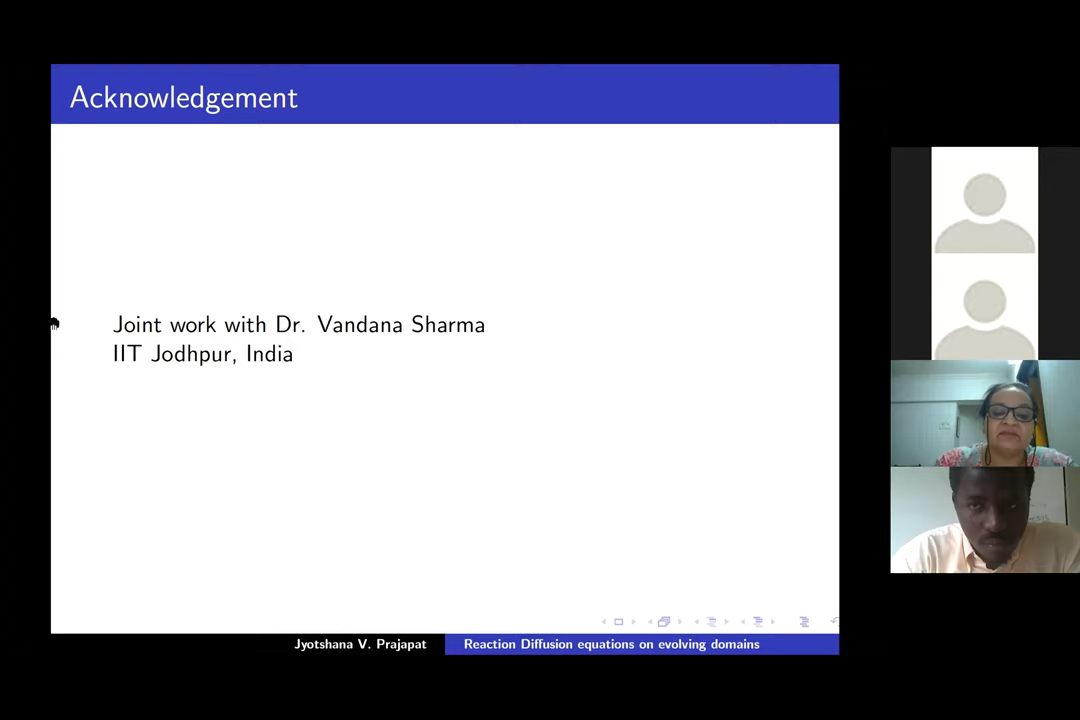 Acknowledgement
Joint work with Dr. Vandana Sharma
IIT Jodhpur, India
Jyotshana V. Prajapat
Reaction Diffusion equations on evolving domains